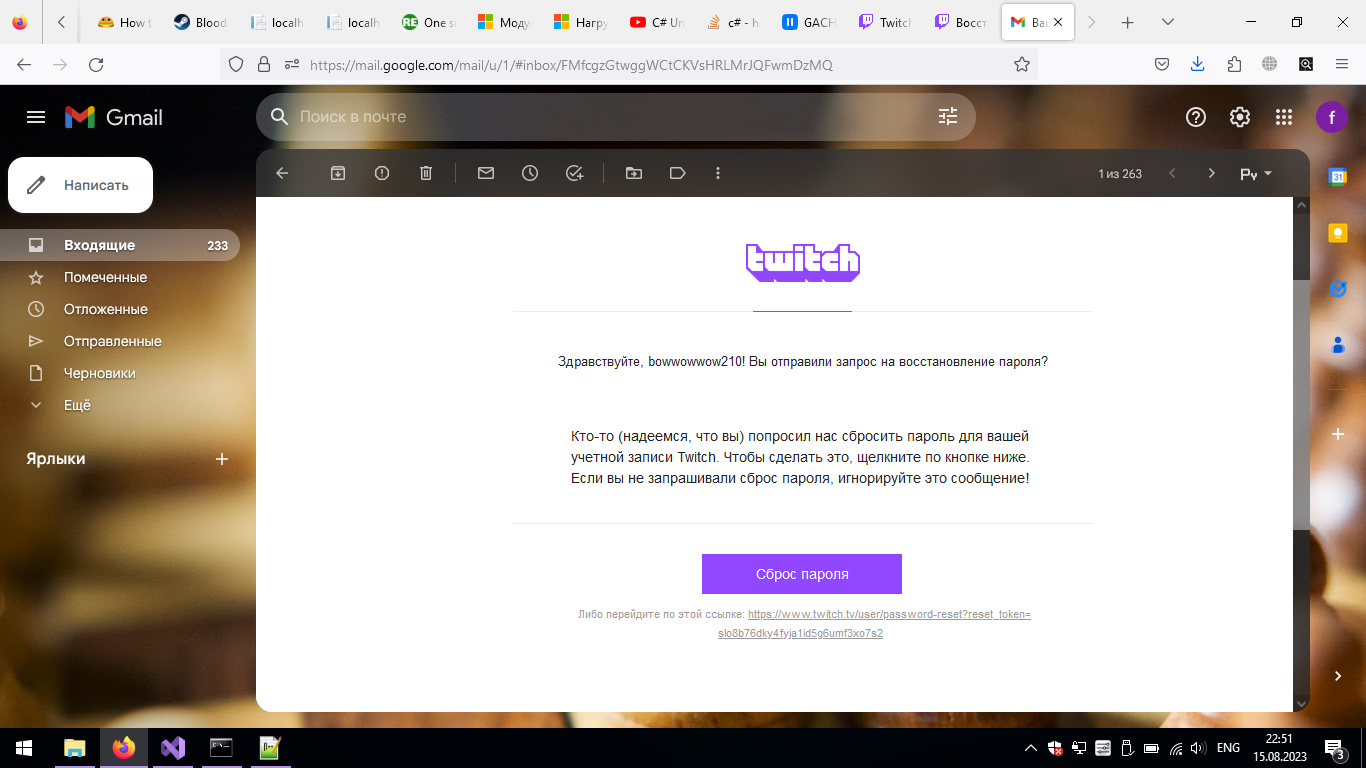 How t
Blood
localh
localh
RE
One s
Моду
Нагру
C# Un
c# - h
GACH
Twitch
Восст
Ваш
https://mail.google.com/mail/u/1/#inbox/FMfcgzGtwggWCtCKVsHRLMrJQFwmDzMQ
Gmail
Поиск в почте
f
Написать
1 из 263
Ру
31
Входящие 233
Помеченные
Отложенные
Отправленные
Черновики
Ещё
Ярлыки
twitch
Здравствуйте, bowwowwow210! Вы отправили запрос на восстановление пароля?
Кто-то (надеемся, что вы) попросил нас сбросить пароль для вашей
учетной записи Twitch. Чтобы сделать это, щелкните по кнопке ниже.
Если вы не запрашивали сброс пароля, игнорируйте это сообщение!
Сброс пароля
Либо перейдите по этой ссылке: https://www.twitch.tv/user/password-reset?reset_token=
slo8b76dky4fyja1id5g6umf3xo7s2
ENG
22:51
15.08.2023
3